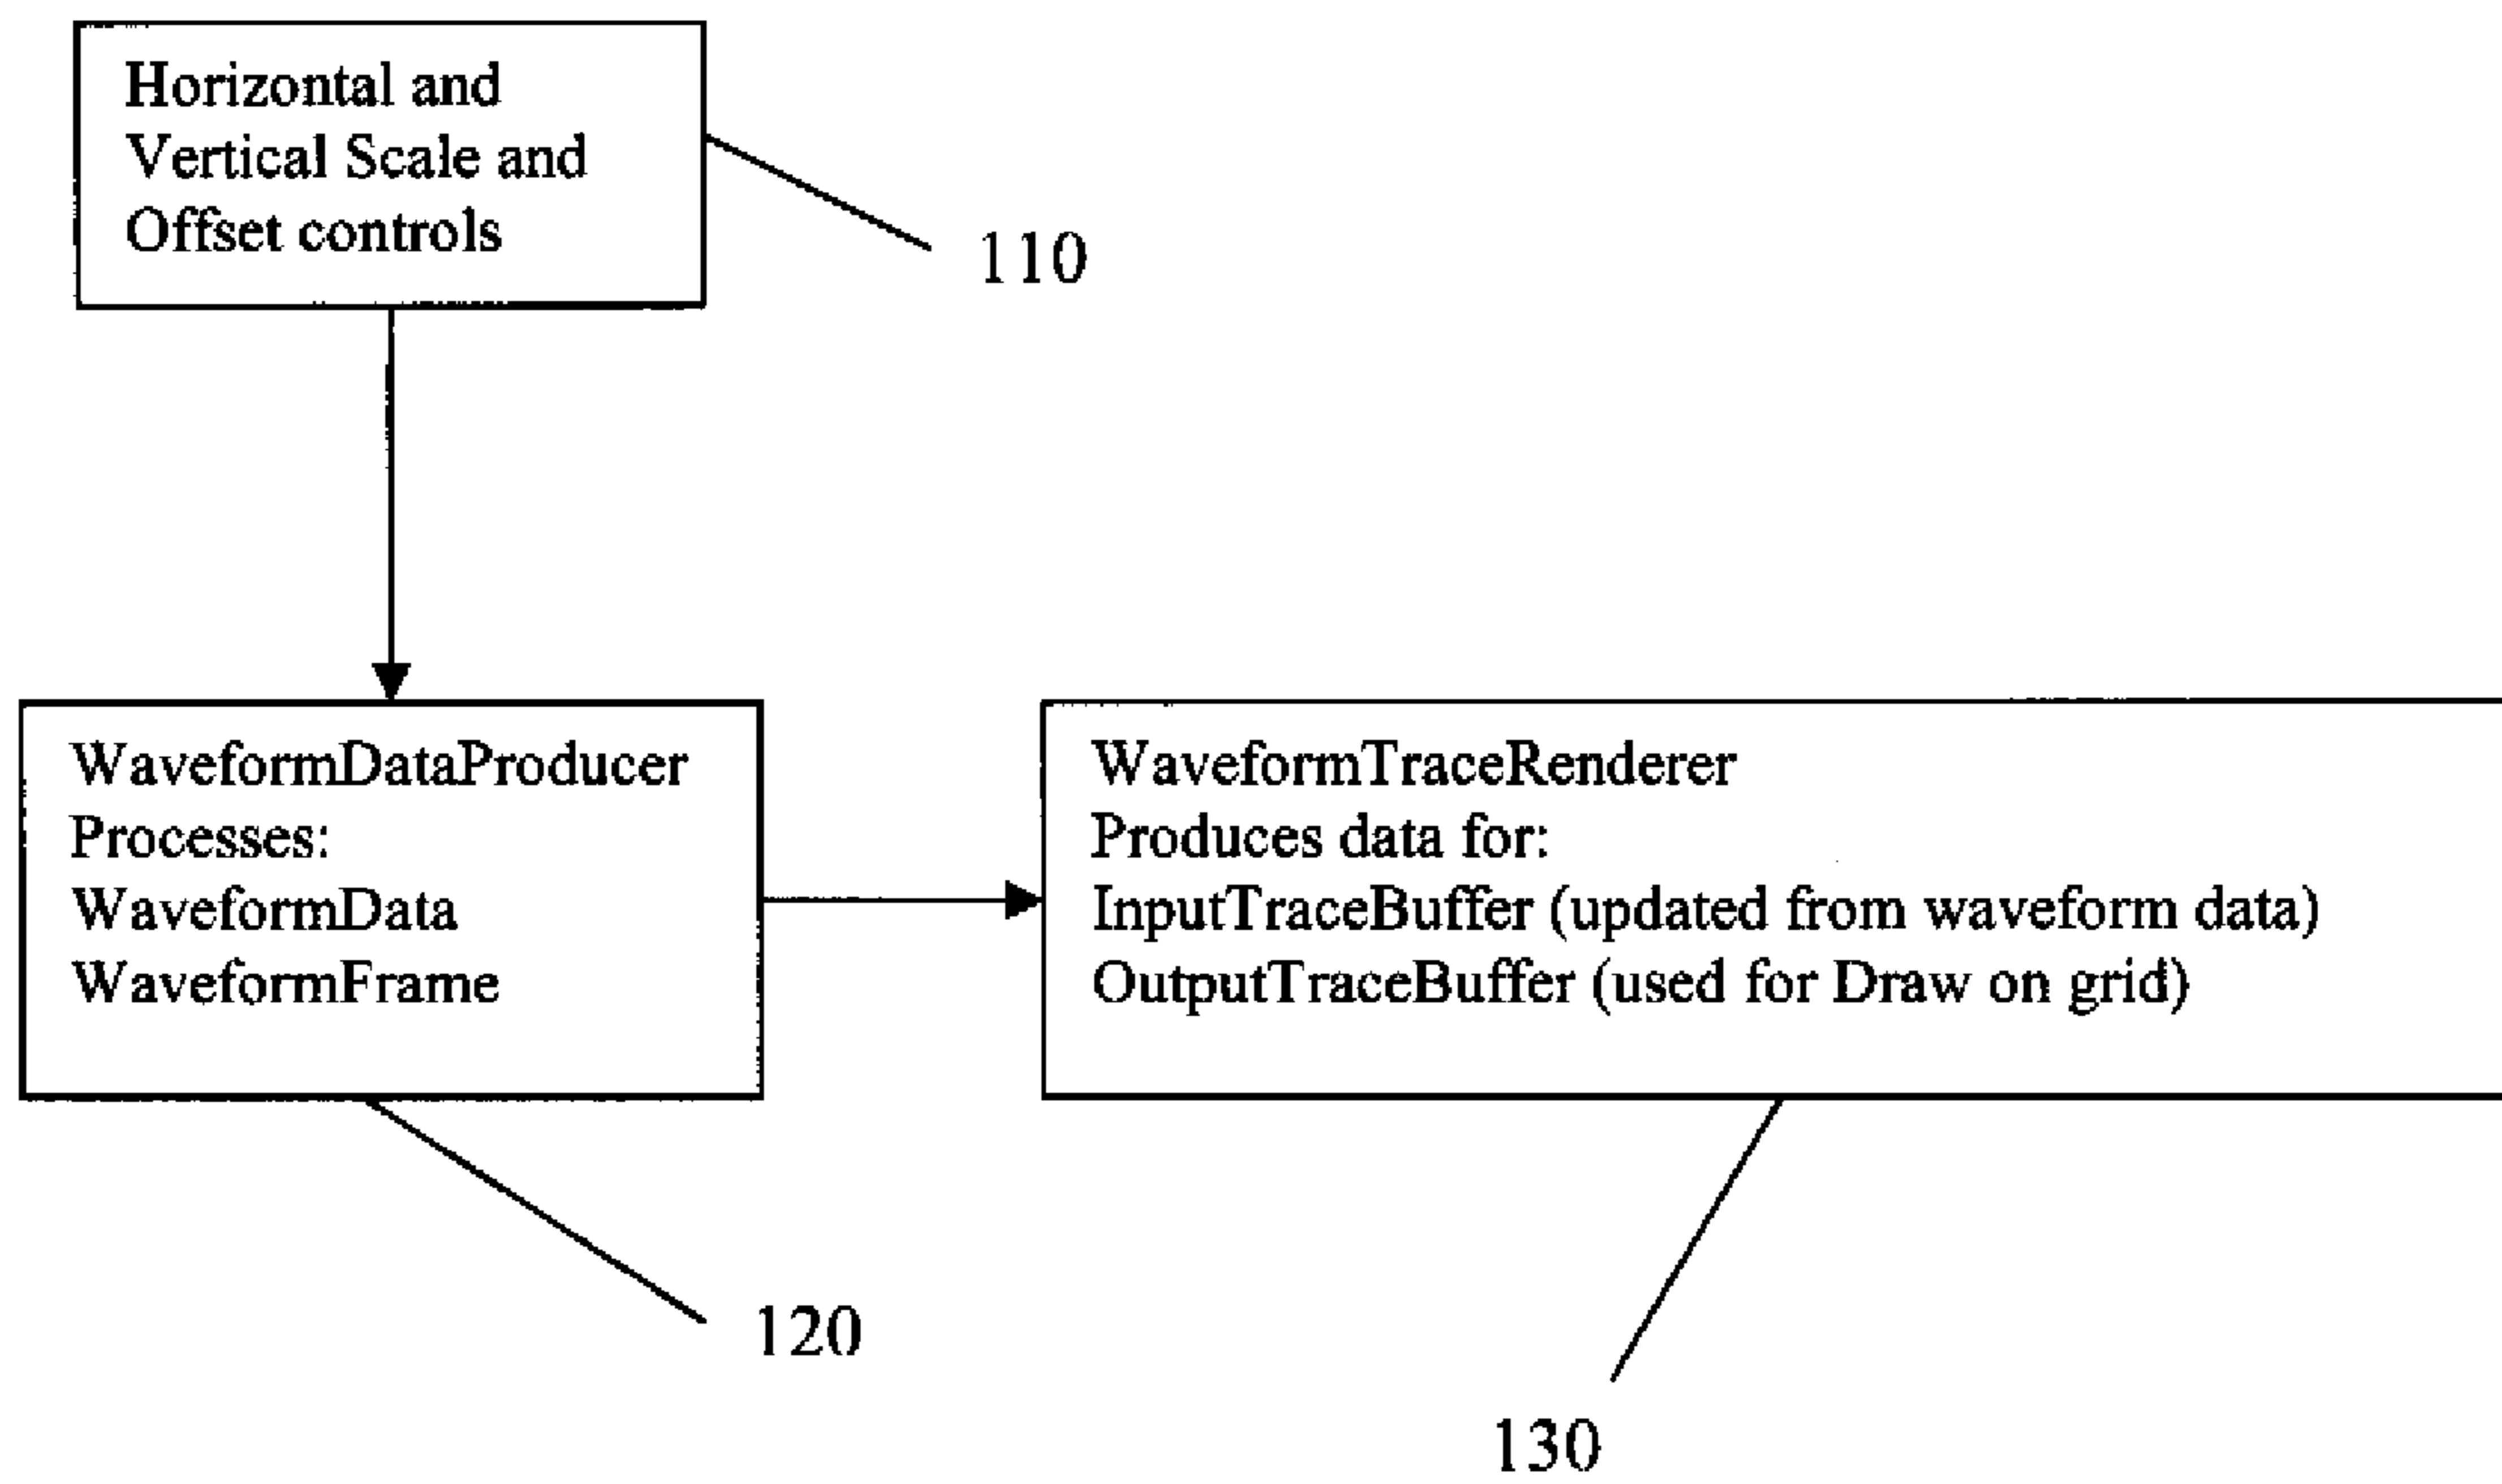 Horizontal and
Vertical Scale and
Offset controls
110
WaveformDataProducer
Processes:
WaveformData
WaveformFrame
WaveformTraceRenderer
Produces data for:
InputTraceBuffer (updated from waveform data)
OutputTraceBuffer (used for Draw on grid)
120
130